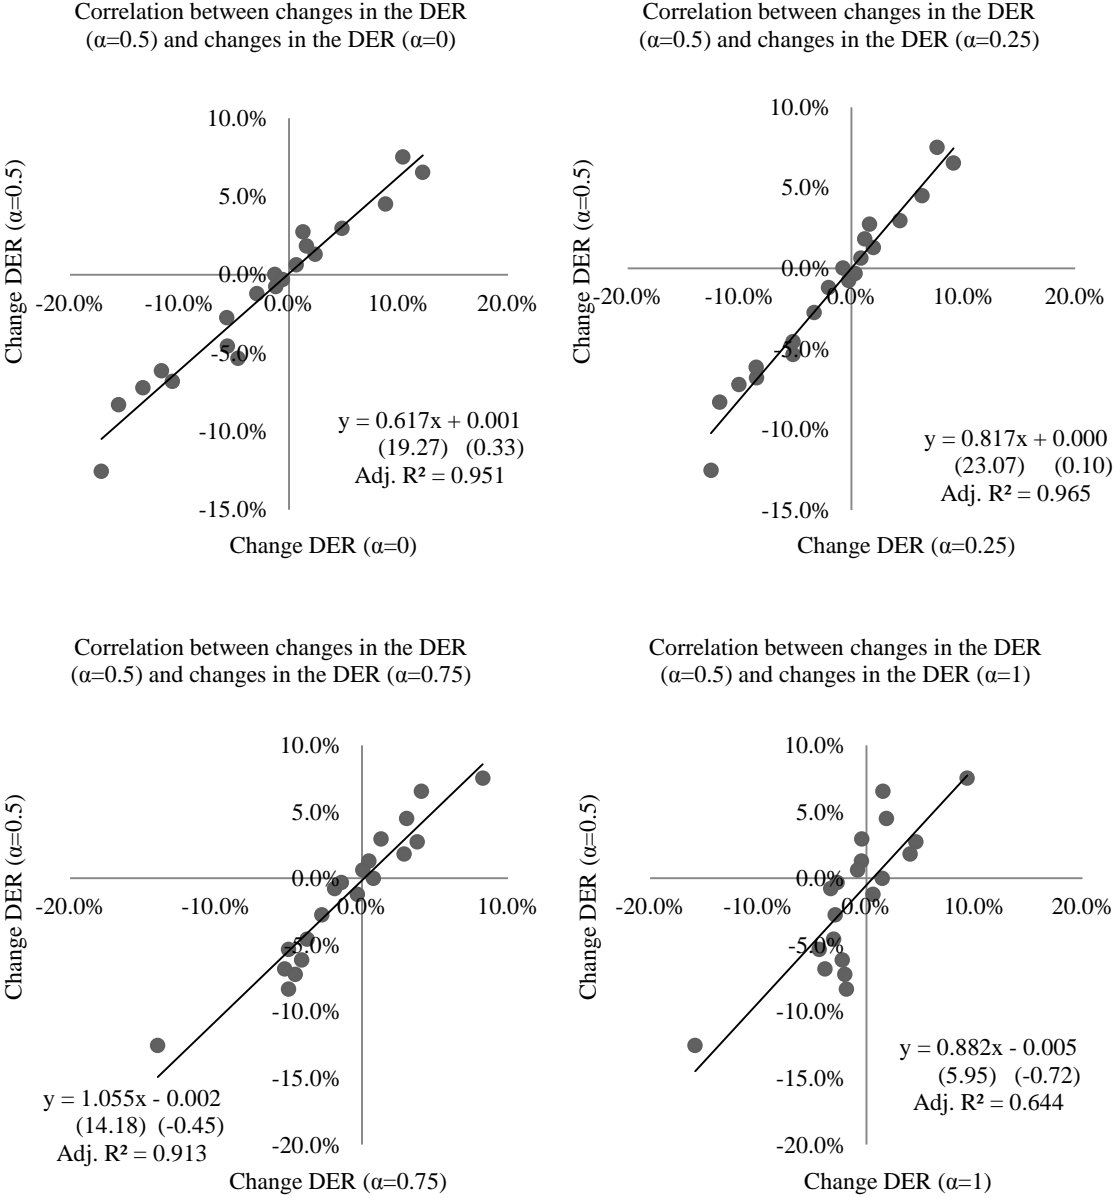 Correlation between changes in the DER
(α=0.5) and changes in the DER (α=0)
10.0%
5.0%
0.0%
-20.0%
-10.0%
0.0%
10.0%
20.0%
-5.0%
-10.0%
-15.0%
Change DER (α=0.5)
y = 0.617x + 0.001
(19.27) (0.33)
Adj. R² = 0.951
Change DER (α=0)
Correlation between changes in the DER
(α=0.5) and changes in the DER (α=0.25)
10.0%
5.0%
0.0%
-20.0%
-10.0%
0.0%
10.0%
20.0%
-5.0%
-10.0%
-15.0%
Change DER (α=0.5)
y = 0.817x + 0.000
(23.07) (0.10)
Adj. R² = 0.965
Change DER (α=0.25)
Correlation between changes in the DER
(α=0.5) and changes in the DER (α=0.75)
10.0%
5.0%
0.0%
-20.0%
-10.0%
0.0%
10.0%
-5.0%
-10.0%
-15.0%
-20.0%
Change DER (α=0.5)
y = 1.055x - 0.002
(14.18) (-0.45)
Adj. R² = 0.913
Change DER (α=0.75)
Correlation between changes in the DER
(α=0.5) and changes in the DER (α=1)
10.0%
5.0%
0.0%
-20.0%
-10.0%
0.0%
10.0%
20.0%
-5.0%
-10.0%
-15.0%
-20.0%
Change DER (α=0.5)
y = 0.882x - 0.005
(5.95) (-0.72)
Adj. R² = 0.644
Change DER (α=1)